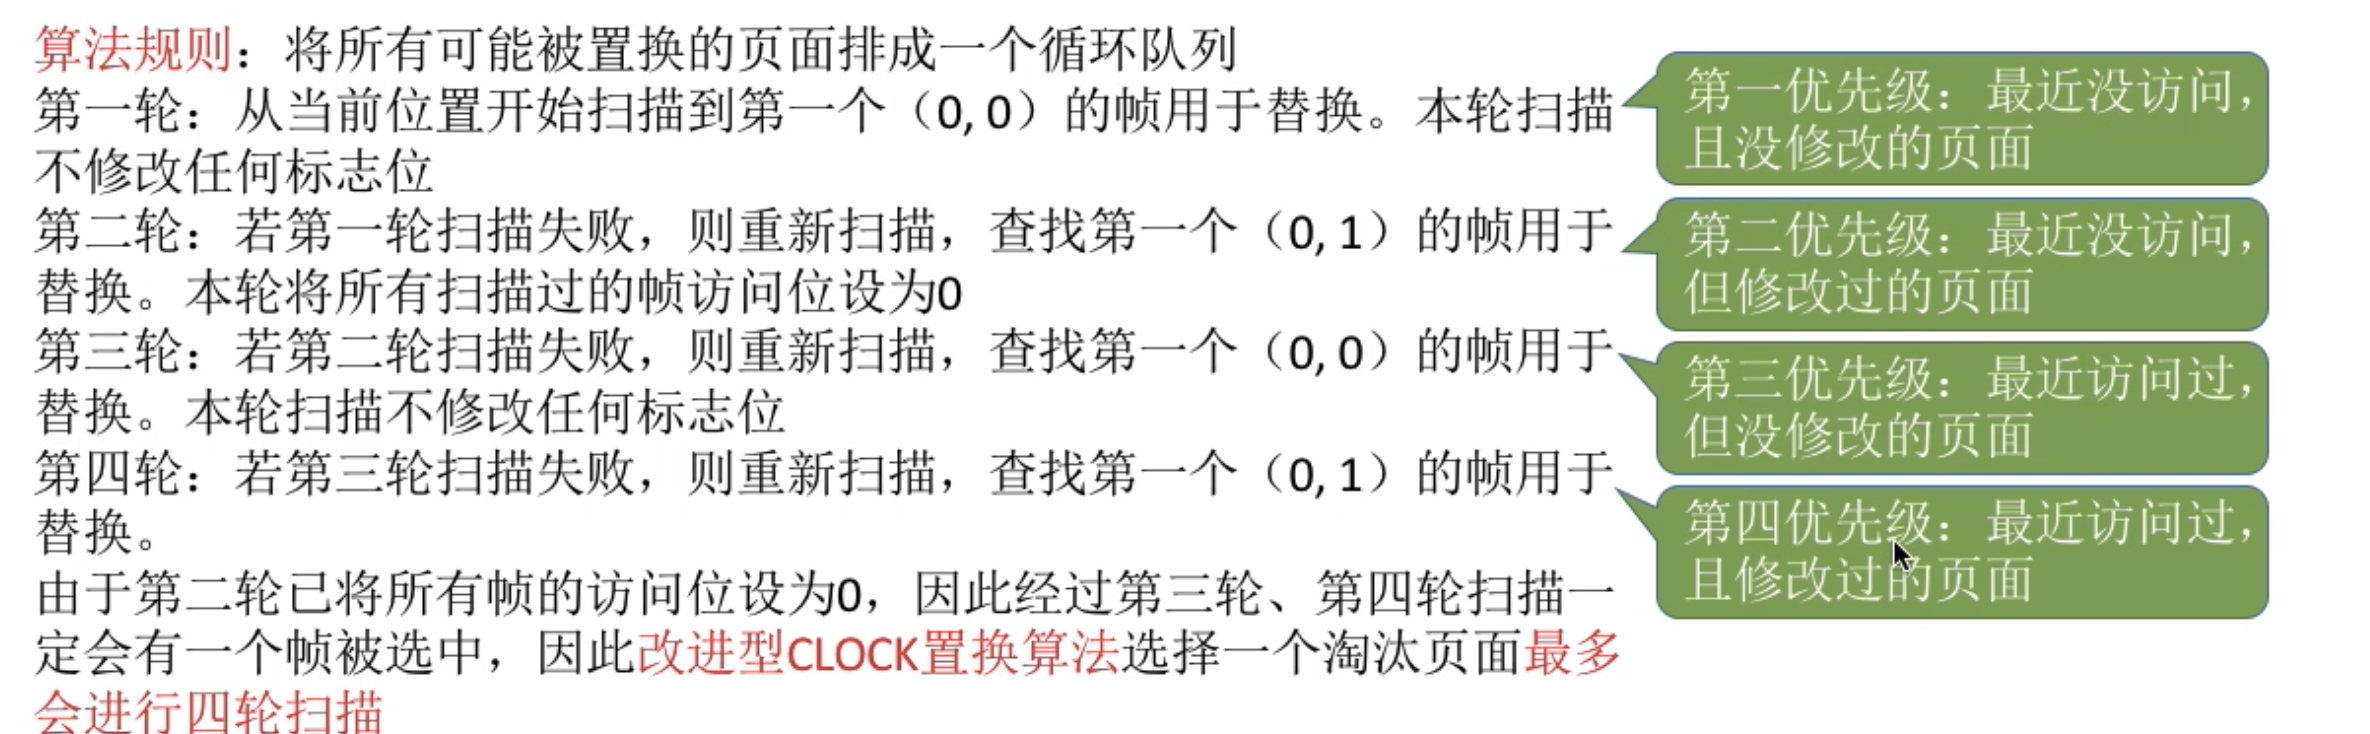 算法规则：将所有可能被置换的页面排成一个循环队列
第一轮：从当前位置开始扫描到第一个（0, 0）的帧用于替换。本轮扫描
不修改任何标志位
第二轮：若第一轮扫描失败，则重新扫描，查找第一个（0, 1）的帧用于
替换。本轮将所有扫描过的帧访问位设为0
第三轮：若第二轮扫描失败，则重新扫描，查找第一个（0, 0）的帧用于
替换。本轮扫描不修改任何标志位
第四轮：若第三轮扫描失败，则重新扫描，查找第一个（0, 1）的帧用于
替换。
由于第二轮已将所有帧的访问位设为0，因此经过第三轮、第四轮扫描一
定会有一个帧被选中，因此改进型CLOCK置换算法选择一个淘汰页面最多
会进行四轮扫描
第一优先级：最近没访问，
且没修改的页面
第二优先级：最近没访问，
但修改过的页面
第三优先级：最近访问过，
但没修改的页面
第四优先级：最近访问过，
且修改过的页面